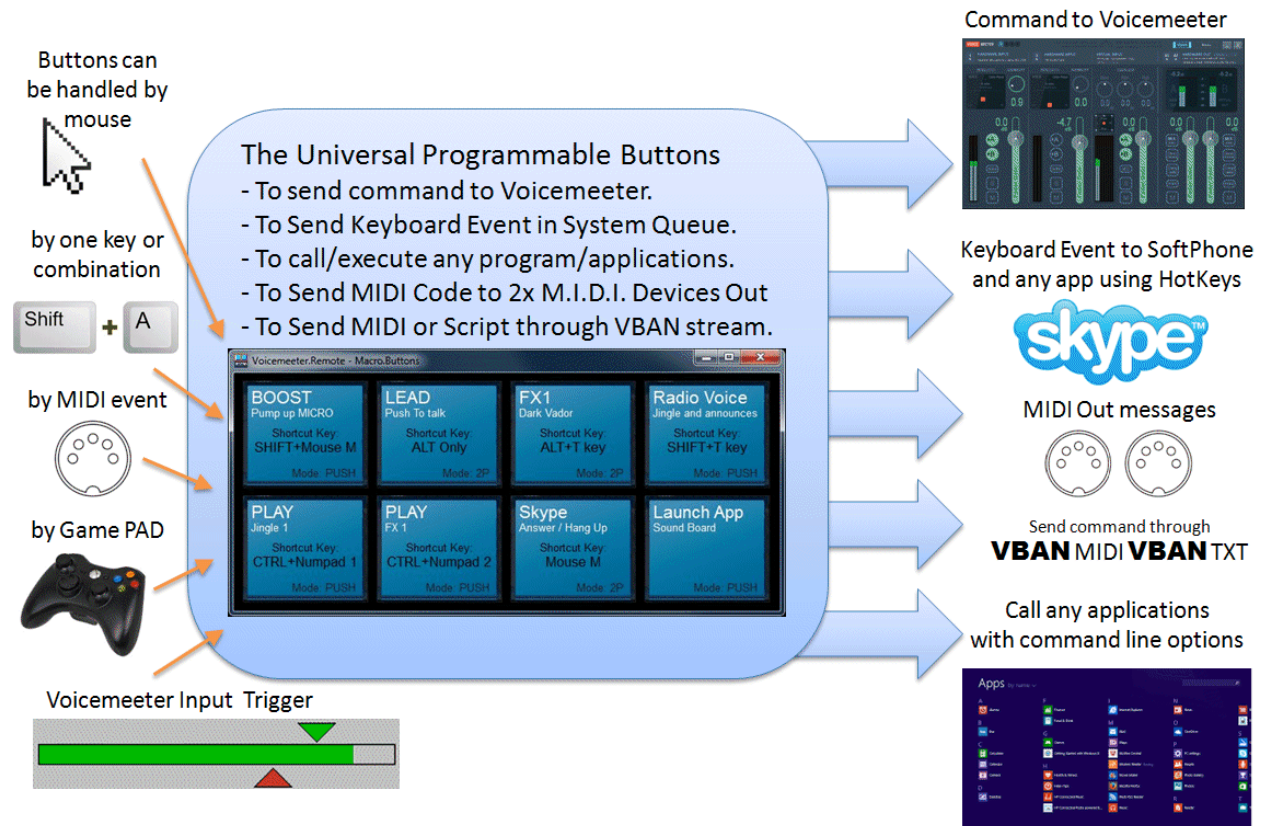 Command to Voicemeeter
Buttons can
be handled by
mouse
The Universal Programmable Buttons
- To send command to Voicemeeter.
- To Send Keyboard Event in System Queue.
- To call/execute any program/applications.
- To Send MIDI Code to 2x M.I.D.I. Devices Out
- To Send MIDI or Script through VBAN stream.
by one key or
combination
Shift + A
by MIDI event
by Game PAD
Voicemeeter Input Trigger
Voicemeeter.Remote - Macro.Buttons
BOOST
Pump up MICRO
Shortcut Key:
SHIFT+Mouse M
Mode: PUSH
LEAD
Push To talk
Shortcut Key:
ALT Only
Mode: 2P
FX1
Dark Vador
Shortcut Key:
ALT+T key
Mode: 2P
Radio Voice
Jingle and announces
Shortcut Key:
SHIFT+T key
Mode: PUSH
PLAY
Jingle 1
Shortcut Key:
CTRL+Numpad 1
Mode: PUSH
PLAY
FX 1
Shortcut Key:
CTRL+Numpad 2
Mode: PUSH
Skype
Answer / Hang Up
Shortcut Key:
Mouse M
Mode: 2P
Launch App
Sound Board
Mode: PUSH
Keyboard Event to SoftPhone
and any app using HotKeys
skype™
MIDI Out messages
Send command through
VBAN MIDI VBAN TXT
Call any applications
with command line options
Apps by name